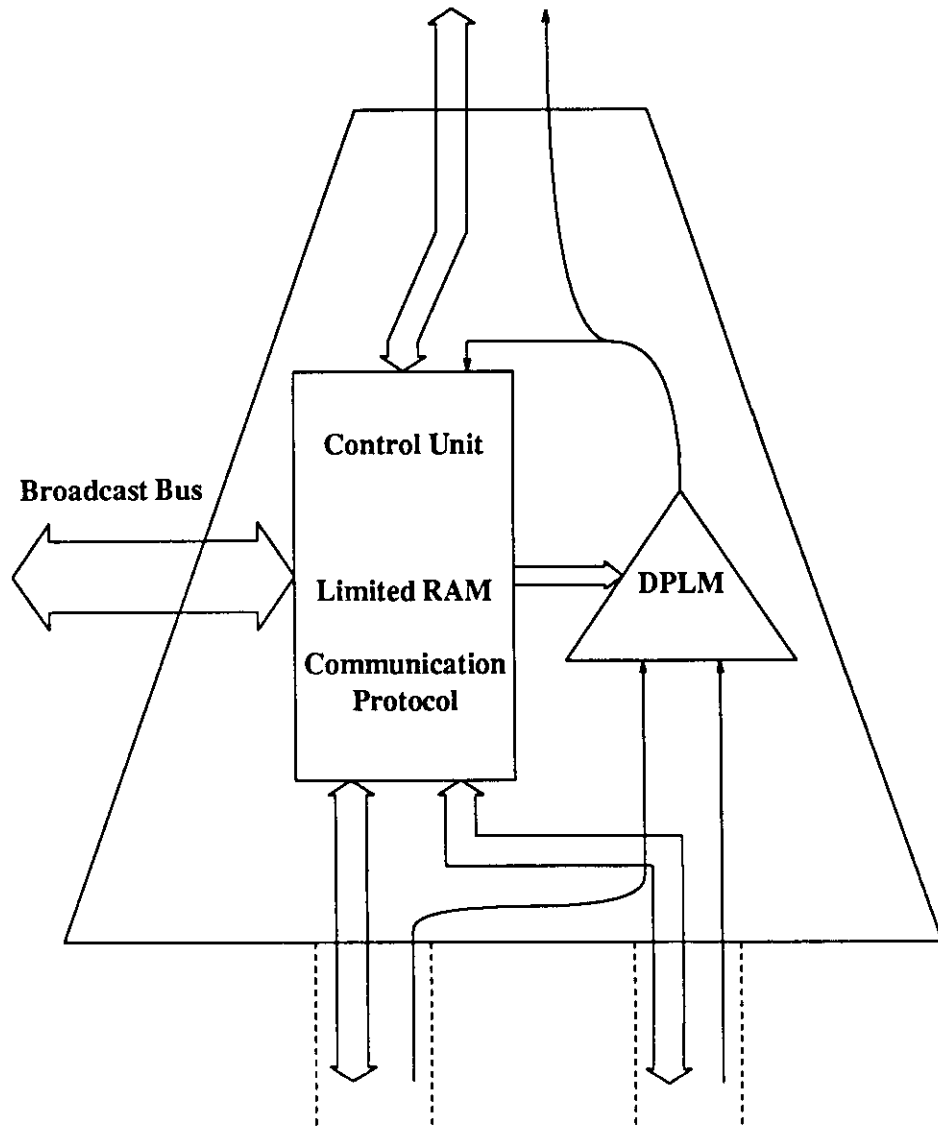 Control Unit
Broadcast Bus
Limited RAM
DPLM
Communication
Protocol